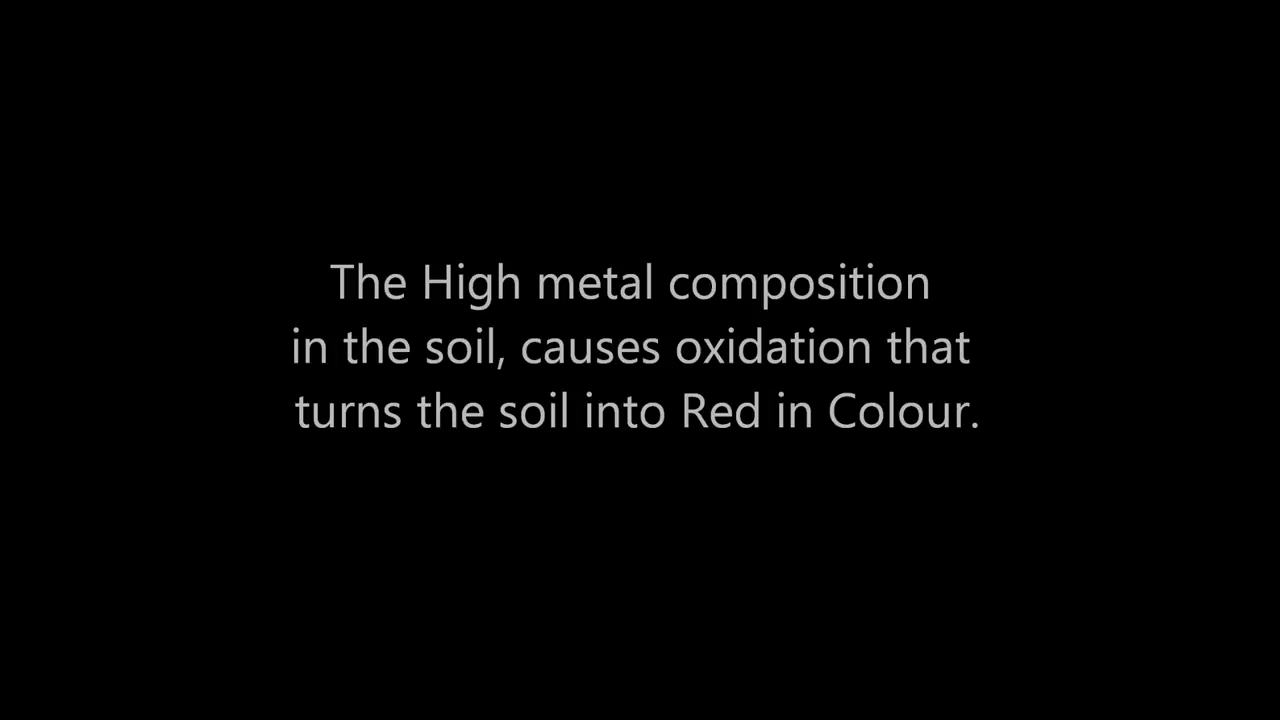 The High metal composition
in the soil, causes oxidation that
turns the soil into Red in Colour.